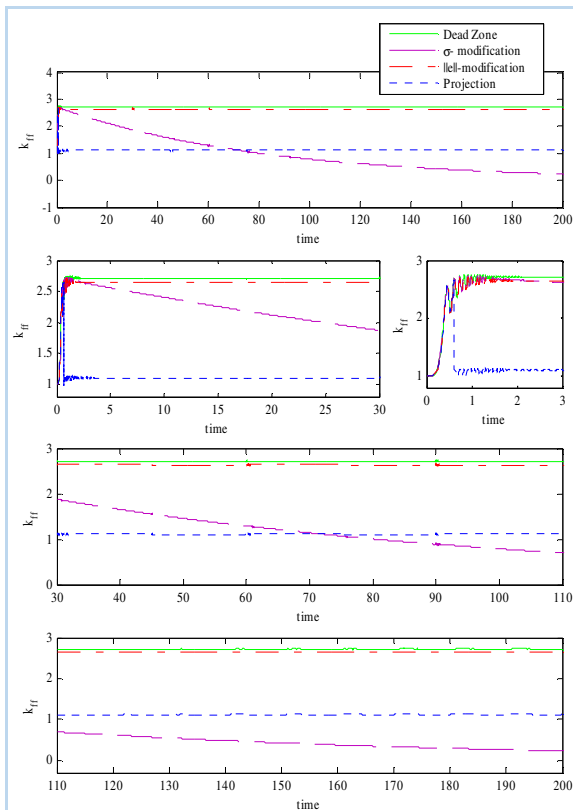 Dead Zone
σ- modification
||e||-modification
Projection
4
3
2
1
0
-1
k_ff
0 20 40 60 80 100 120 140 160 180 200
time
3
2.5
2
1.5
1
k_ff
0 5 10 15 20 25 30
time
3
2
1
k_ff
0 1 2 3
time
3
2
1
0
k_ff
30 40 50 60 70 80 90 100 110
time
3
2
1
0
k_ff
110 120 130 140 150 160 170 180 190 200
time